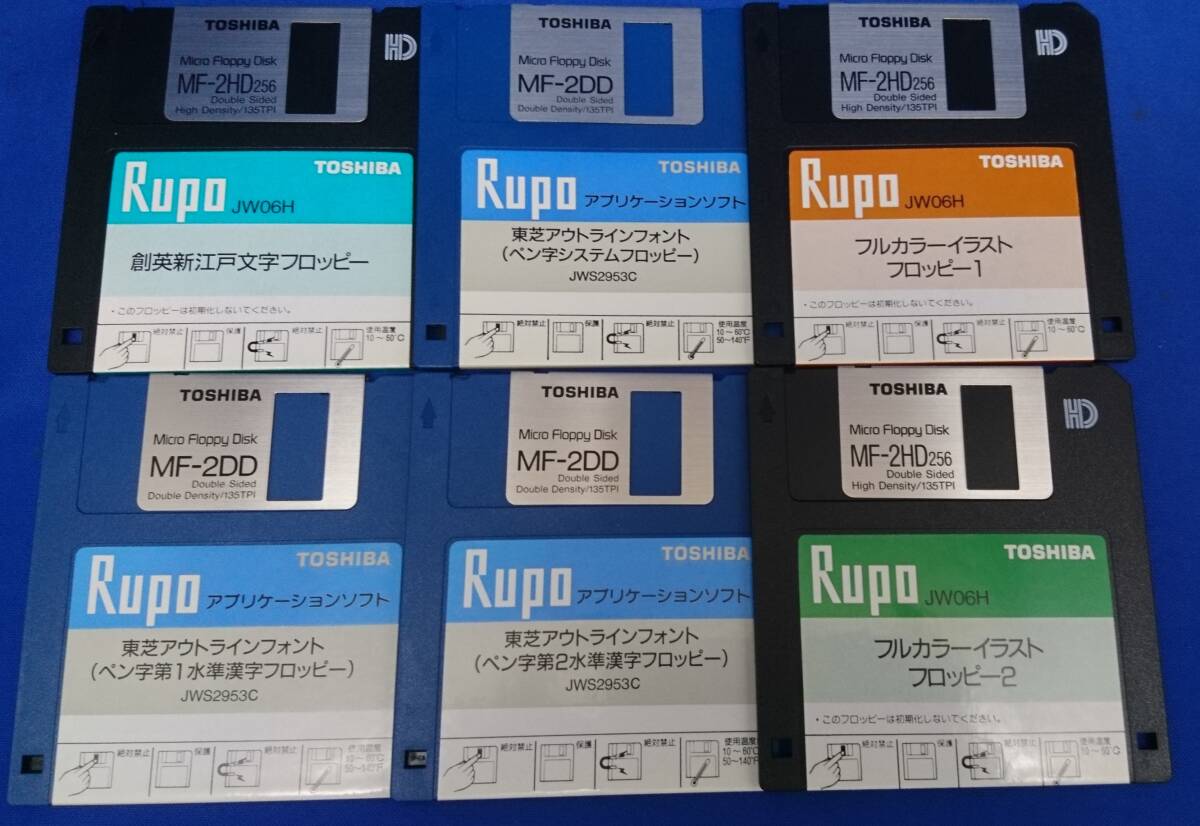 TOSHIBA
HD
Micro Floppy Disk
MF-2HD256
Double Sided
High Density/135TPI
Rupo JW06H TOSHIBA
創英新江戸文字フロッピー
・このフロッピーは初期化しないでください。
絶対禁止 保護 絶対禁止 使用温度
10～60℃
TOSHIBA
Micro Floppy Disk
MF-2DD
Double Sided
Double Density/135TPI
TOSHIBA
Rupo アプリケーションソフト
東芝アウトラインフォント
(ペン字システムフロッピー)
JWS2953C
絶対禁止 保護 絶対禁止 使用温度
10～60℃
50～140°F
TOSHIBA
HD
Micro Floppy Disk
MF-2HD256
Double Sided
High Density/135TPI
Rupo JW06H TOSHIBA
フルカラーイラスト
フロッピー1
・このフロッピーは初期化しないでください。
絶対禁止 保護 絶対禁止 使用温度
10～60℃
TOSHIBA
Micro Floppy Disk
MF-2DD
Double Sided
Double Density/135TPI
TOSHIBA
Rupo アプリケーションソフト
東芝アウトラインフォント
(ペン字第1水準漢字フロッピー)
JWS2953C
絶対禁止 保護 絶対禁止 使用温度
10～60℃
50～140°F
TOSHIBA
Micro Floppy Disk
MF-2DD
Double Sided
Double Density/135TPI
TOSHIBA
Rupo アプリケーションソフト
東芝アウトラインフォント
(ペン字第2水準漢字フロッピー)
JWS2953C
絶対禁止 保護 絶対禁止 使用温度
10～60℃
50～140°F
TOSHIBA
HD
Micro Floppy Disk
MF-2HD256
Double Sided
High Density/135TPI
Rupo JW06H TOSHIBA
フルカラーイラスト
フロッピー2
・このフロッピーは初期化しないでください。
絶対禁止 保護 絶対禁止 使用温度
10～60℃